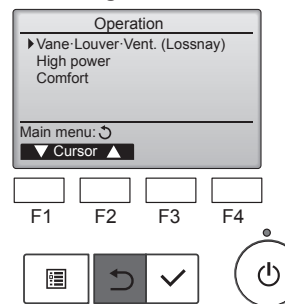 Operation
Vane·Louver·Vent. (Lossnay)
High power
Comfort
Main menu:
Cursor
F1 F2 F3 F4